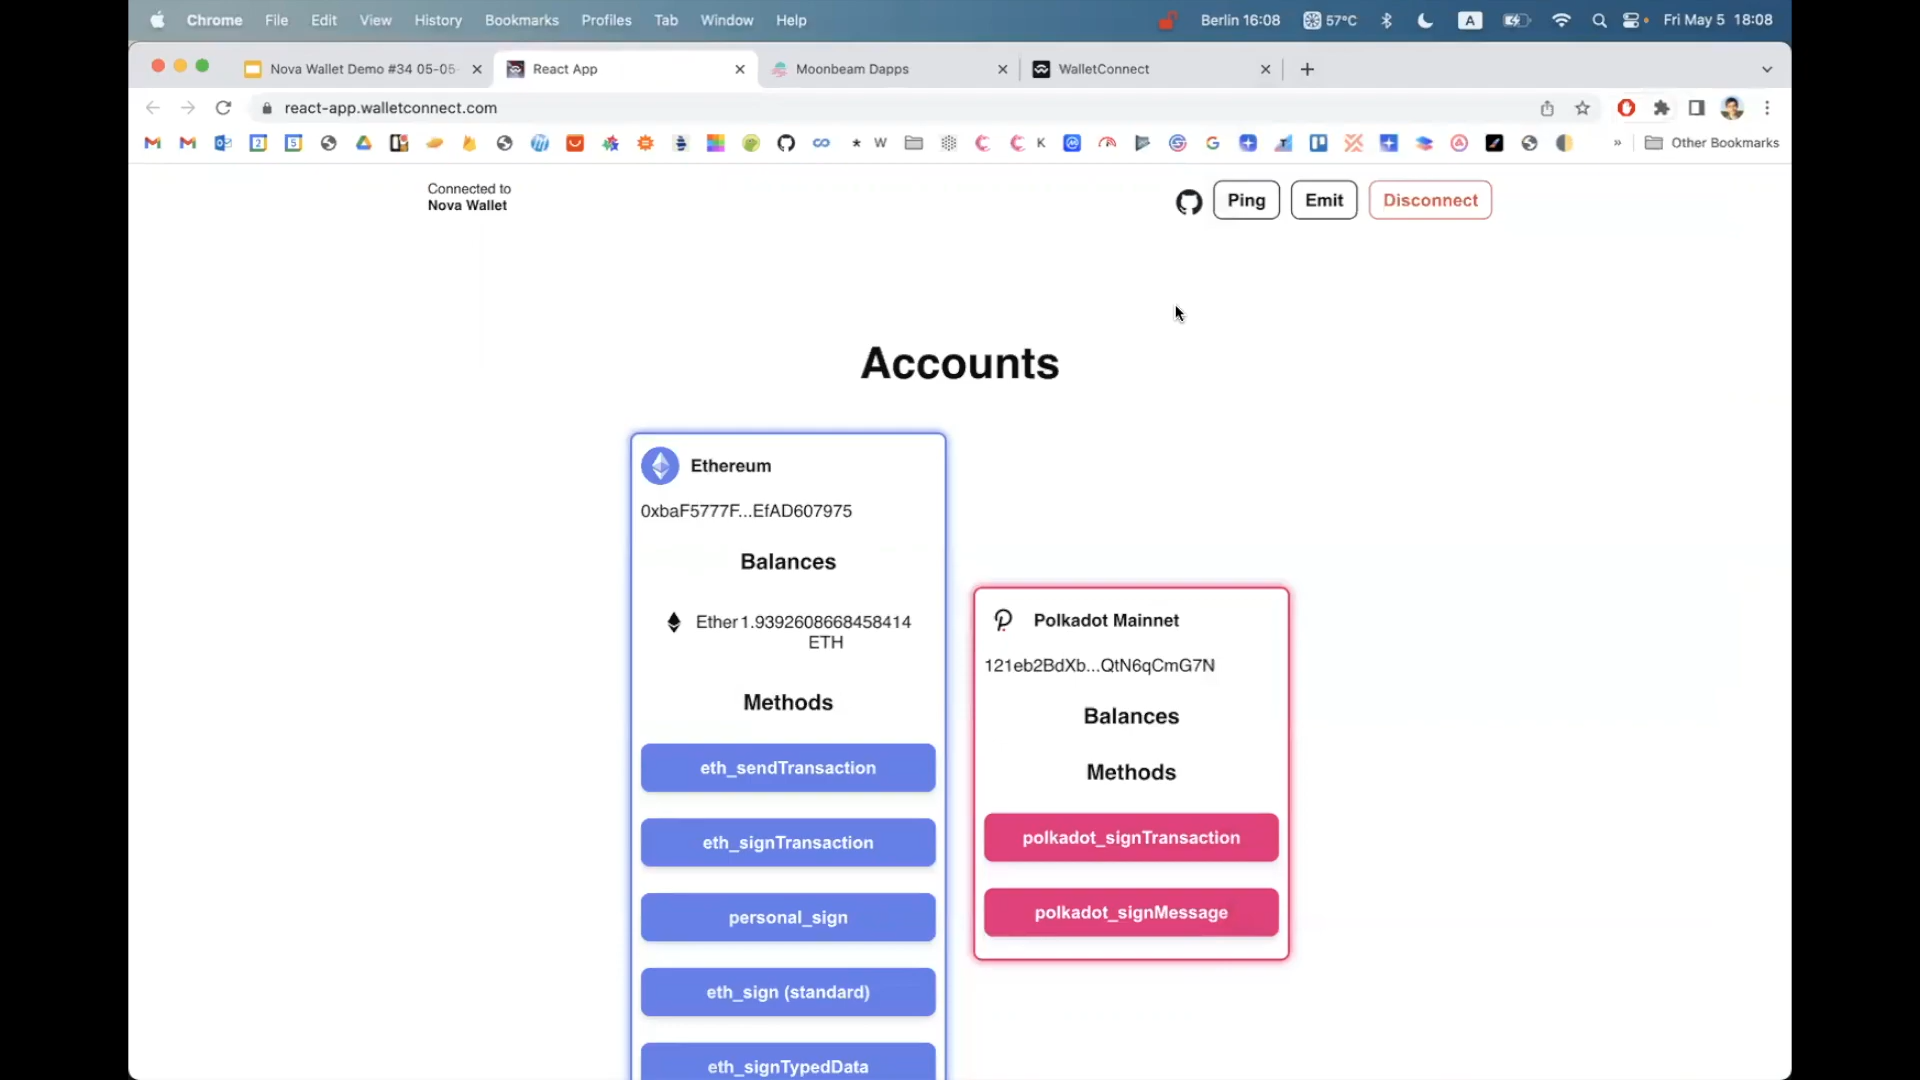 Chrome File Edit View History Bookmarks Profiles Tab Window Help Berlin 16:08 57°C A Fri May 5 18:08
Nova Wallet Demo #34 05-05- React App Moonbeam Dapps WalletConnect
react-app.walletconnect.com
W K » Other Bookmarks
Connected to
Nova Wallet
Ping Emit Disconnect
Accounts
Ethereum
0xbaF5777F...EfAD607975
Balances
Ether 1.9392608668458414
ETH
Methods
eth_sendTransaction
eth_signTransaction
personal_sign
eth_sign (standard)
eth_signTypedData
Polkadot Mainnet
121eb2BdXb...QtN6qCmG7N
Balances
Methods
polkadot_signTransaction
polkadot_signMessage